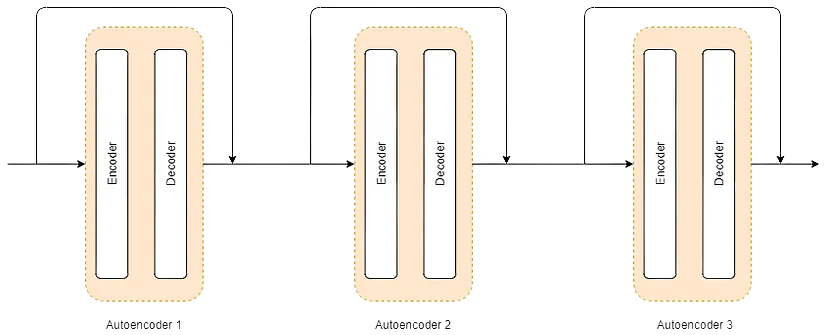 Encoder
Decoder
Encoder
Decoder
Encoder
Decoder
Autoencoder 1
Autoencoder 2
Autoencoder 3